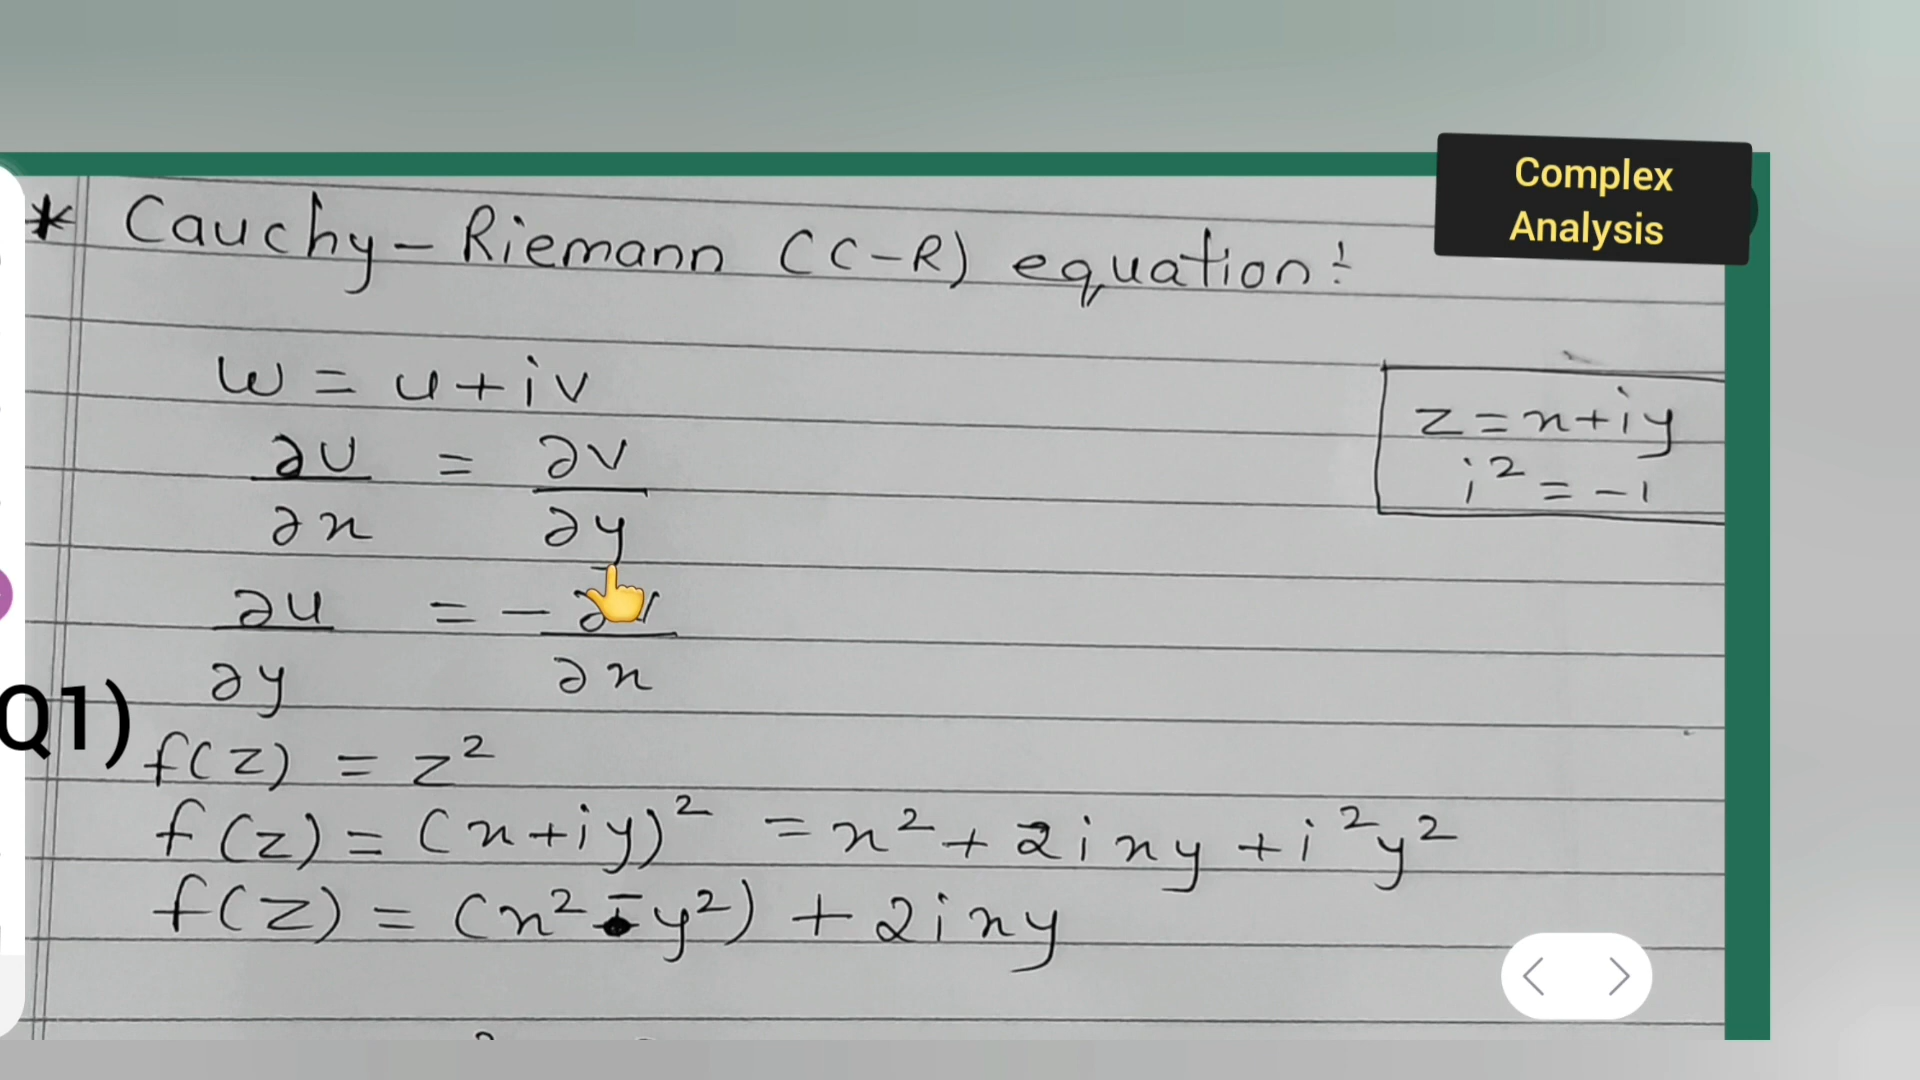 Complex
Analysis
* Cauchy-Riemann (C-R) equation:
w = u+iv
z = x+iy
i² = -1
∂u/∂x = ∂v/∂y
∂u/∂y = -∂v/∂x
Q1)
f(z) = z²
f(z) = (x+iy)² = x² + 2ixy + i²y²
f(z) = (x² - y²) + 2ixy